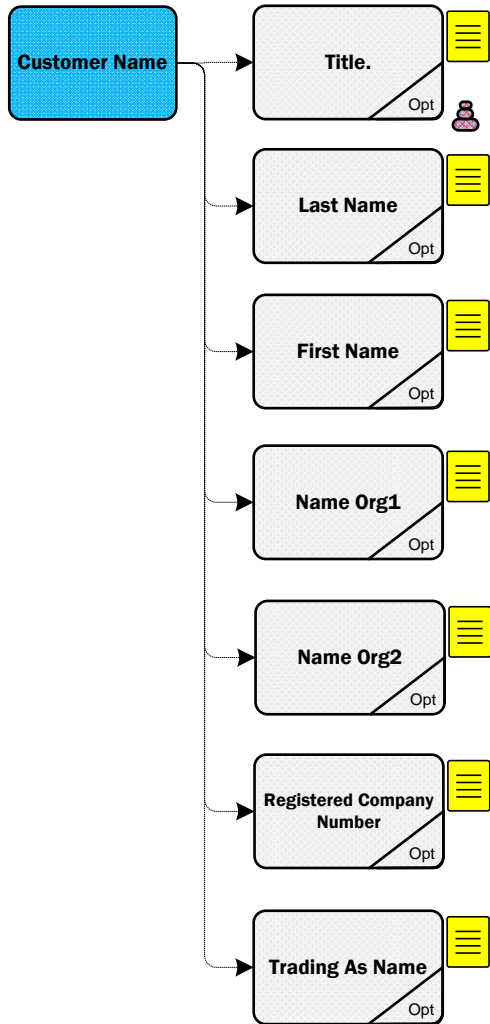 Customer Name
Title.
Opt
Last Name
Opt
First Name
Opt
Name Org1
Opt
Name Org2
Opt
Registered Company
Number
Opt
Trading As Name
Opt